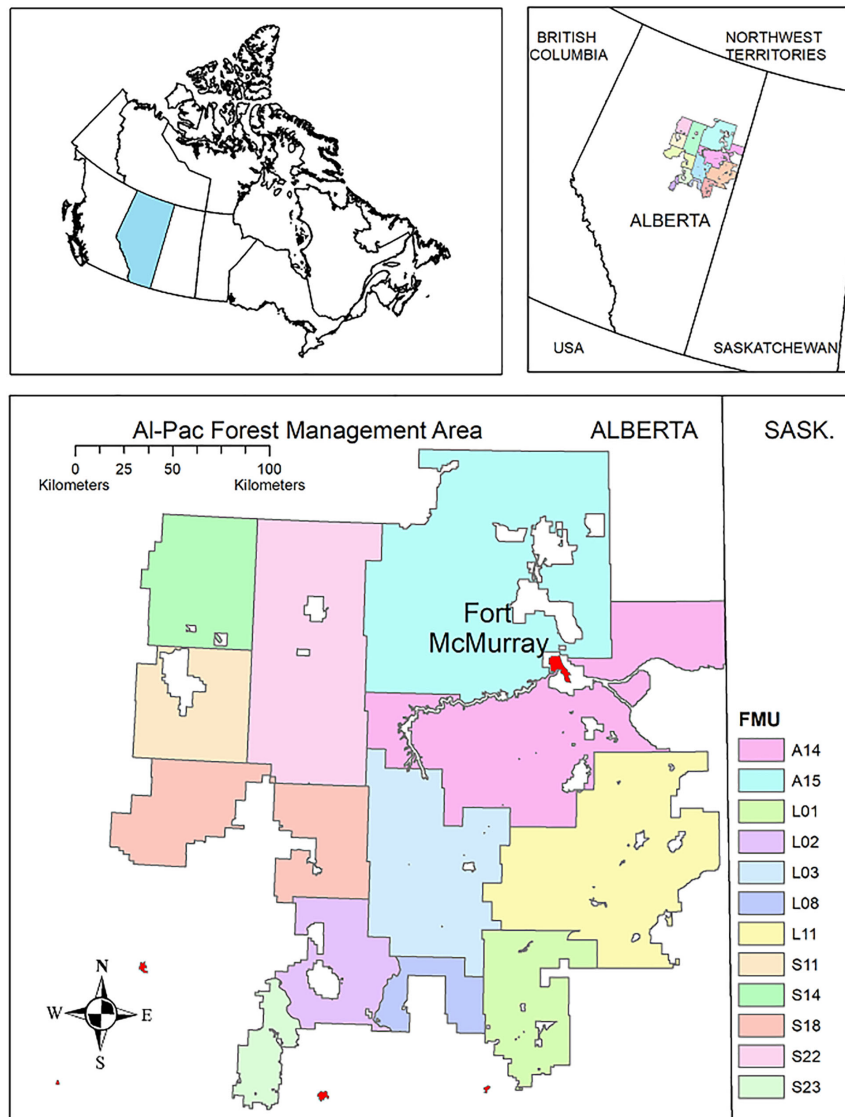 BRITISH
COLUMBIA
NORTHWEST
TERRITORIES
ALBERTA
USA
SASKATCHEWAN
Al-Pac Forest Management Area
ALBERTA
SASK.
0 25 50 100
Kilometers Kilometers
Fort
McMurray
FMU
A14
A15
L01
L02
L03
L08
L11
S11
S14
S18
S22
S23
N
W E
S